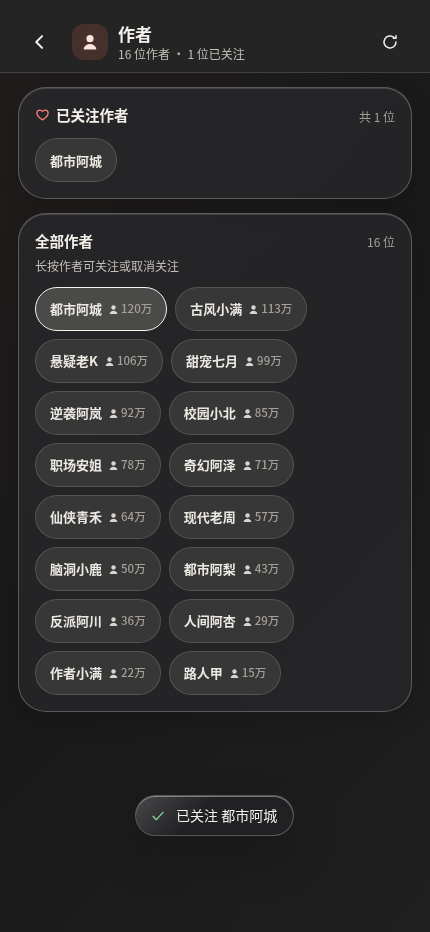 作者
16 位作者 · 1 位已关注
已关注作者
共 1 位
都市阿城
全部作者
16 位
长按作者可关注或取消关注
都市阿城 120万
古风小满 113万
悬疑老K 106万
甜宠七月 99万
逆袭阿岚 92万
校园小北 85万
职场安姐 78万
奇幻阿泽 71万
仙侠青禾 64万
现代老周 57万
脑洞小鹿 50万
都市阿梨 43万
反派阿川 36万
人间阿杏 29万
作者小满 22万
路人甲 15万
已关注 都市阿城